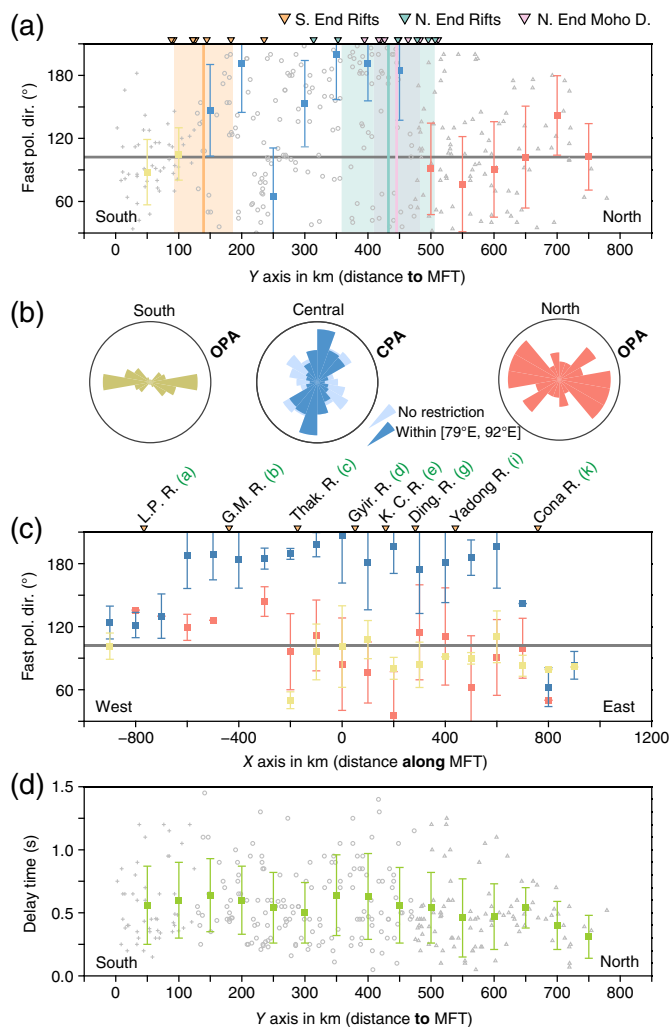 (a)
S. End Rifts
N. End Rifts
N. End Moho D.
Fast pol. dir. (°)
180
120
60
South
North
0
100
200
300
400
500
600
700
800
Y axis in km (distance to MFT)
(b)
South
Central
North
OPA
CPA
OPA
No restriction
Within [79°E, 92°E]
L.P. R. (a)
G.M. R. (b)
Thak. R. (c)
Gyir. R. (d)
K. C. R. (e)
Ding. R. (g)
Yadong R. (i)
Cona R. (k)
(c)
Fast pol. dir. (°)
180
120
60
West
East
−800
−400
0
200
400
600
800
1000
X axis in km (distance along MFT)
(d)
Delay time (s)
1.5
1.0
0.5
0.0
South
North
0
100
200
300
400
500
600
700
800
Y axis in km (distance to MFT)